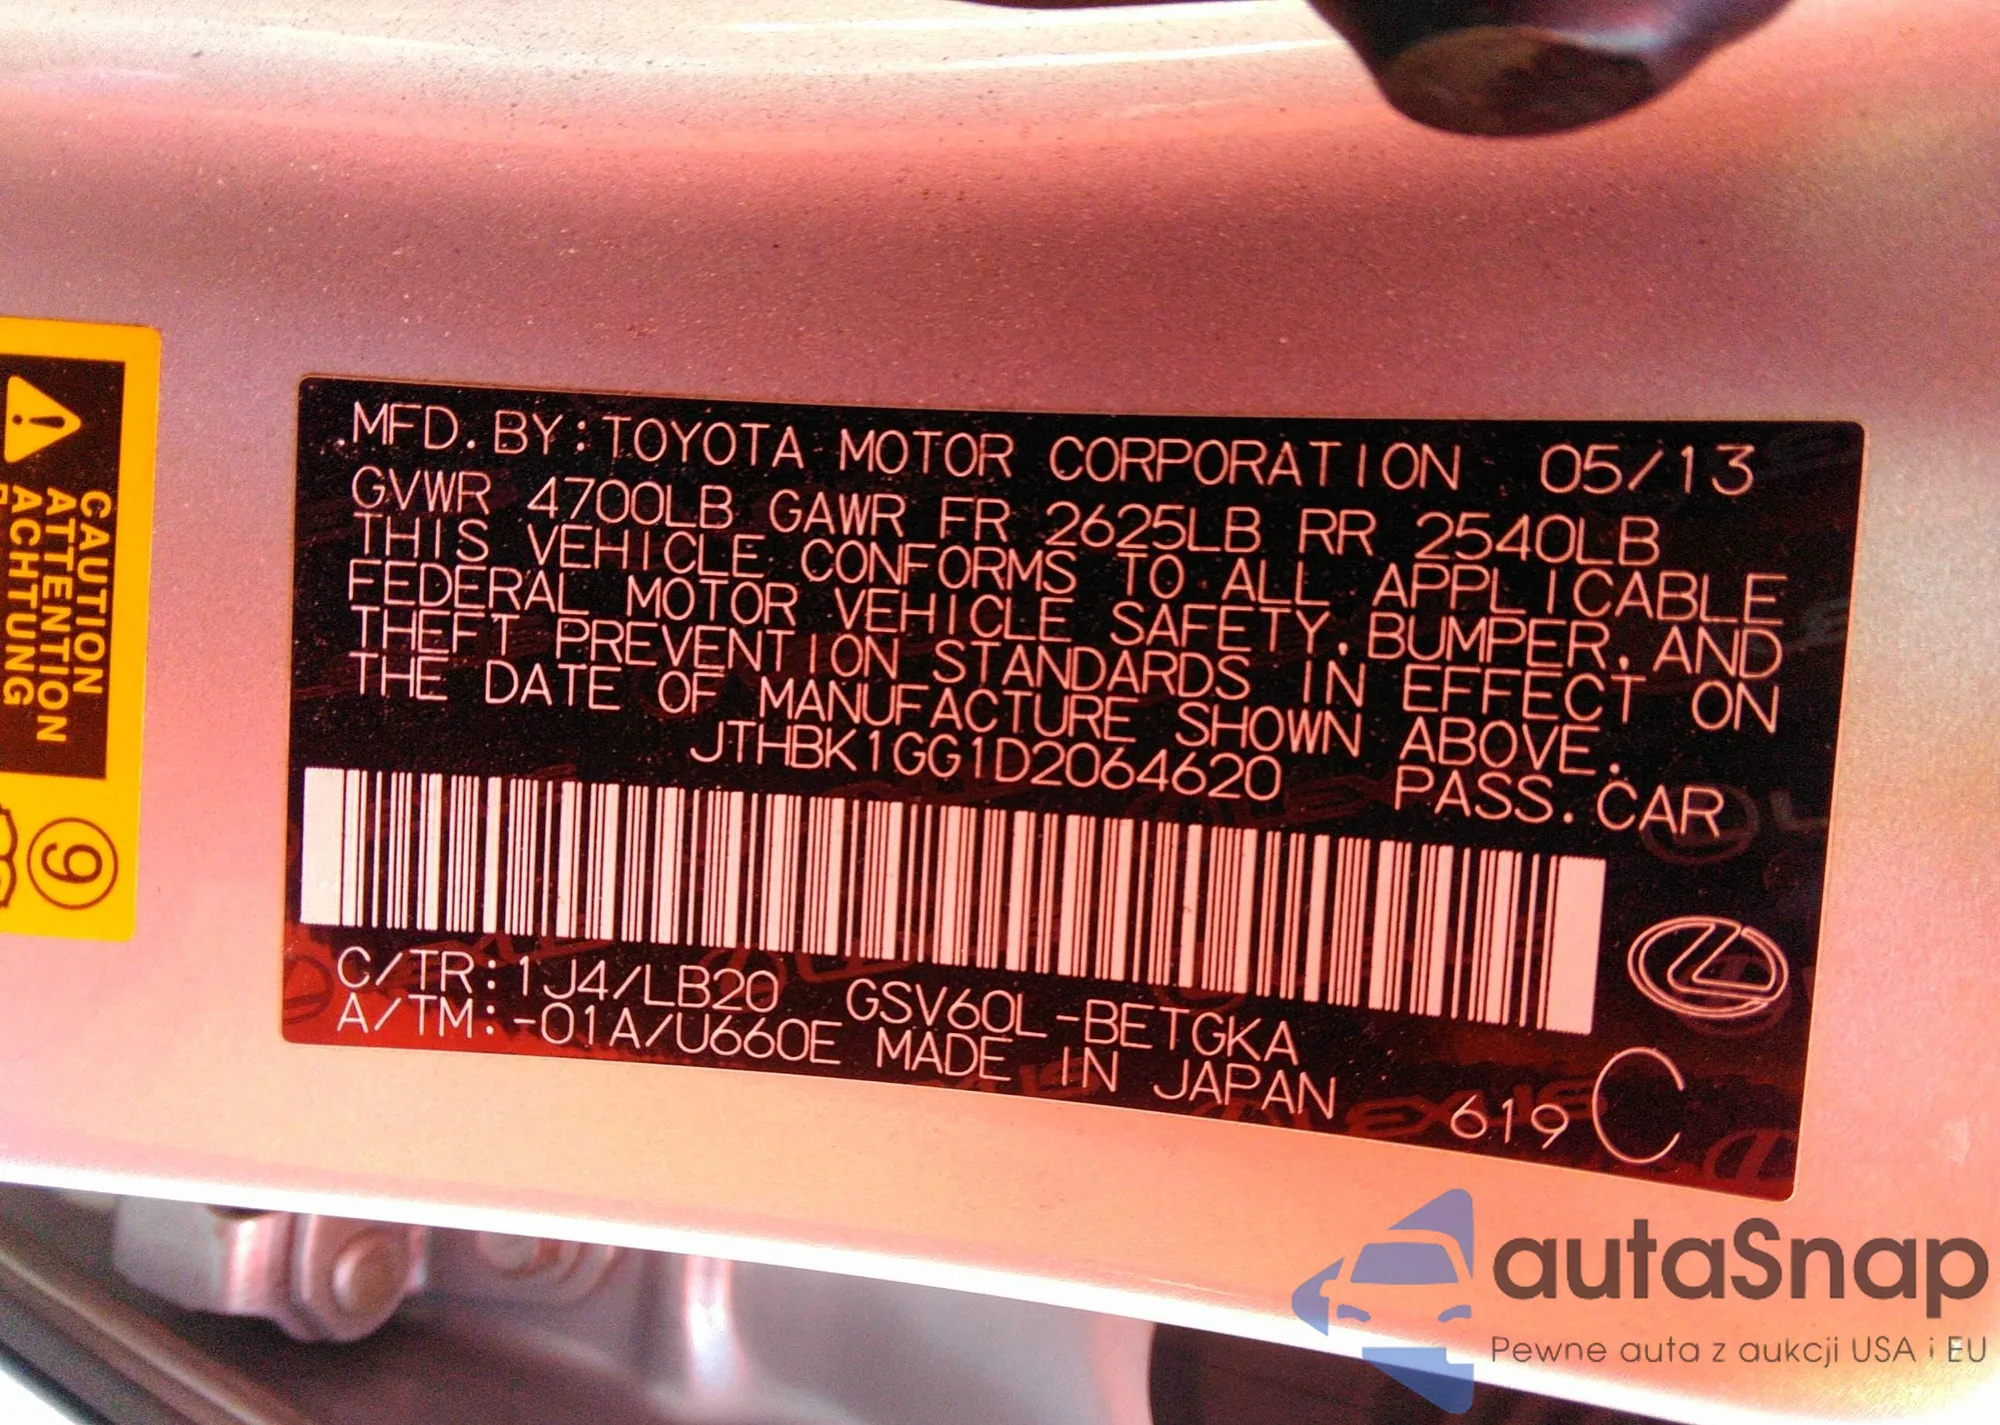 MFD. BY: TOYOTA MOTOR CORPORATION 05/13
GVWR 4700LB GAWR FR 2625LB RR 2540LB
THIS VEHICLE CONFORMS TO ALL APPLICABLE
FEDERAL MOTOR VEHICLE SAFETY, BUMPER, AND
THEFT PREVENTION STANDARDS IN EFFECT ON
THE DATE OF MANUFACTURE SHOWN ABOVE.
JTHBK1GG1D2064620 PASS. CAR
C/TR: 1J4/LB20 GSV60L-BETGKA
A/TM: -01A/U660E MADE IN JAPAN
619 C
CAUTION
ATTENTION
ACHTUNG
9
autaSnap
Pewne auta z aukcji USA i EU